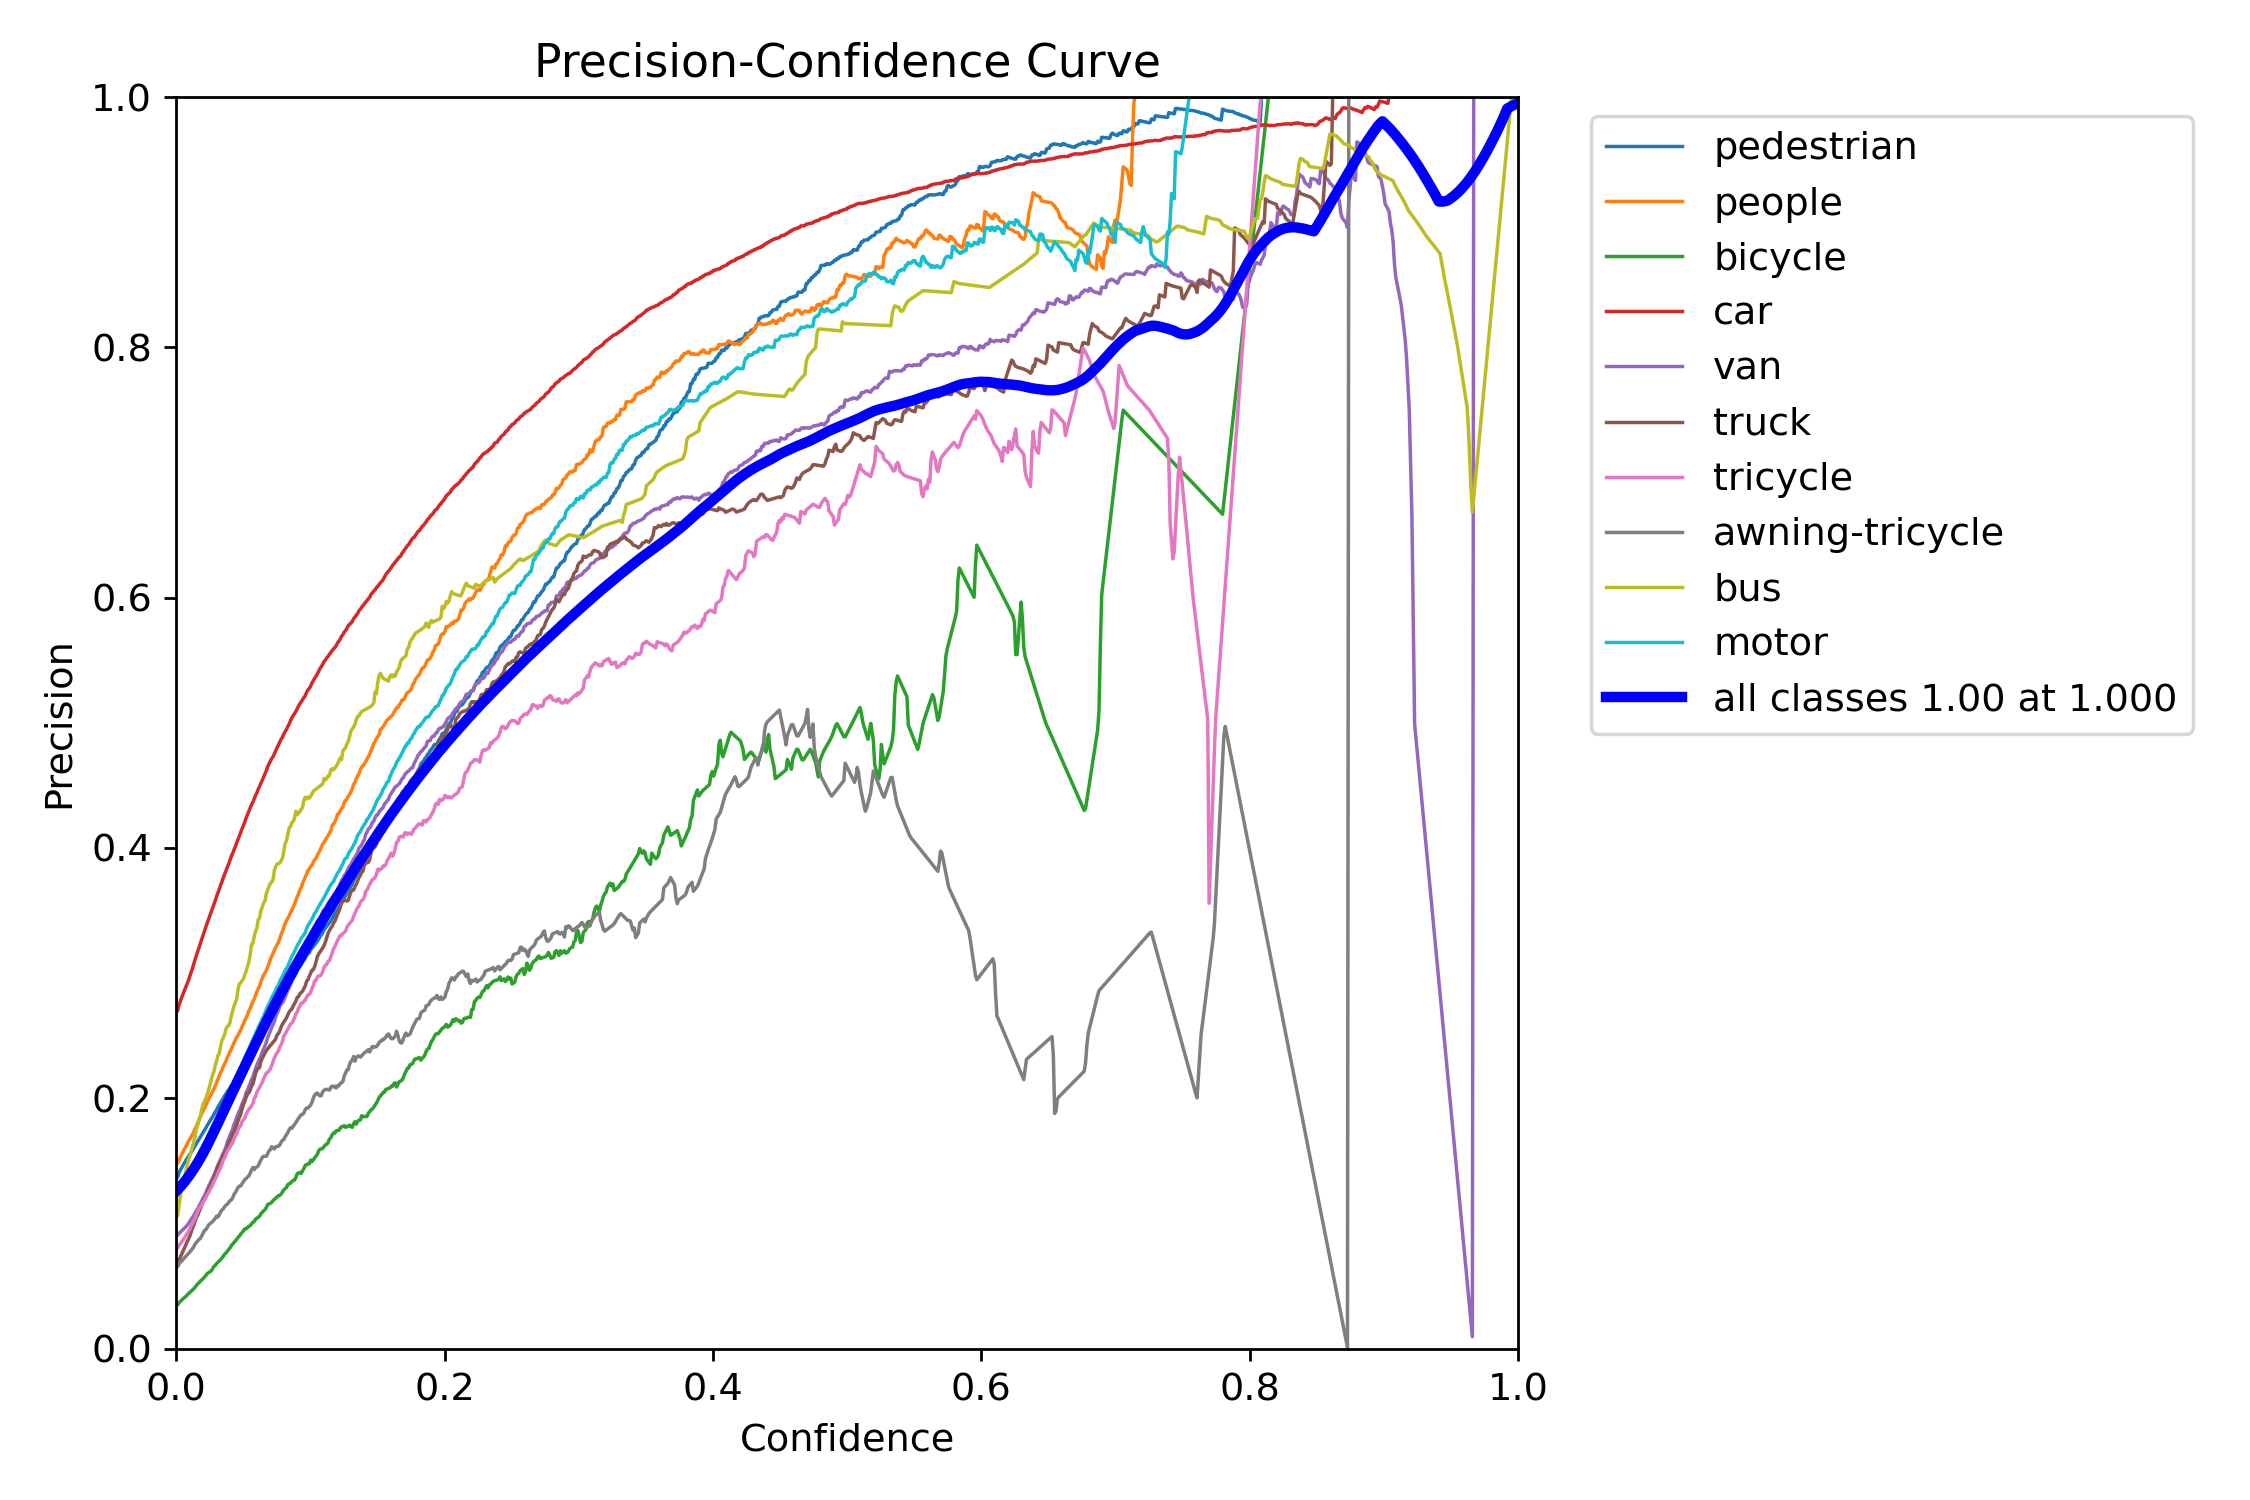 Precision-Confidence Curve
1.0
0.8
0.6
0.4
0.2
0.0
Precision
0.0 0.2 0.4 0.6 0.8 1.0
Confidence
pedestrian
people
bicycle
car
van
truck
tricycle
awning-tricycle
bus
motor
all classes 1.00 at 1.000